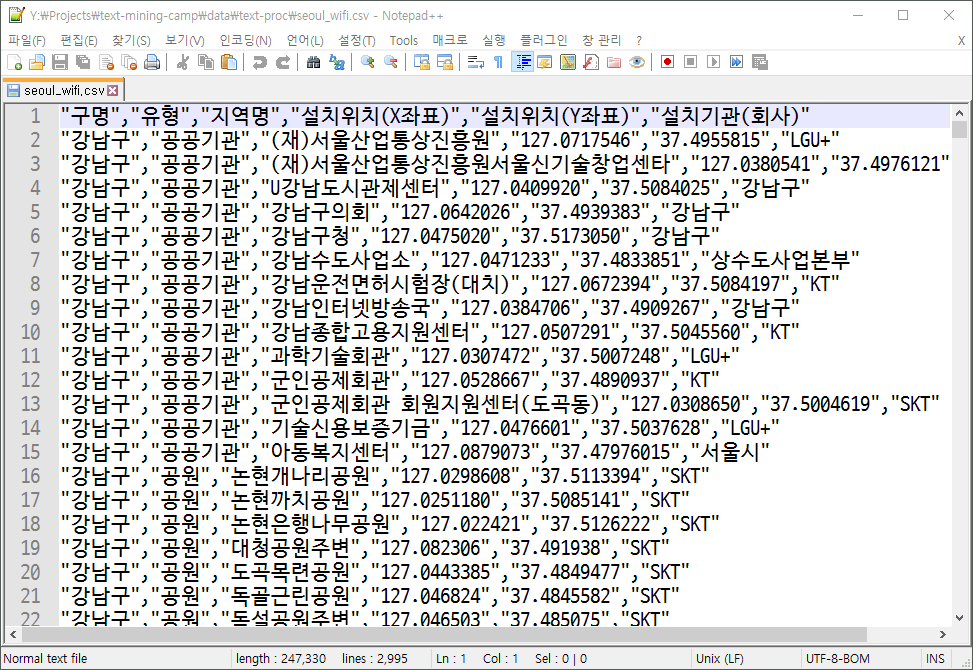 Y:₩Projects₩text-mining-camp₩data₩text-proc₩seoul_wifi.csv - Notepad++
파일(F) 편집(E) 찾기(S) 보기(V) 인코딩(N) 언어(L) 설정(T) Tools 매크로 실행 플러그인 창 관리 ? X
seoul_wifi.csv
1 "구명","유형","지역명","설치위치(X좌표)","설치위치(Y좌표)","설치기관(회사)"
2 "강남구","공공기관","(재)서울산업통상진흥원","127.0717546","37.4955815","LGU+"
3 "강남구","공공기관","(재)서울산업통상진흥원서울신기술창업센타","127.0380541","37.4976121"
4 "강남구","공공기관","U강남도시관제센터","127.0409920","37.5084025","강남구"
5 "강남구","공공기관","강남구의회","127.0642026","37.4939383","강남구"
6 "강남구","공공기관","강남구청","127.0475020","37.5173050","강남구"
7 "강남구","공공기관","강남수도사업소","127.0471233","37.4833851","상수도사업본부"
8 "강남구","공공기관","강남운전면허시험장(대치)","127.0672394","37.5084197","KT"
9 "강남구","공공기관","강남인터넷방송국","127.0384706","37.4909267","강남구"
10 "강남구","공공기관","강남종합고용지원센터","127.0507291","37.5045560","KT"
11 "강남구","공공기관","과학기술회관","127.0307472","37.5007248","LGU+"
12 "강남구","공공기관","군인공제회관","127.0528667","37.4890937","KT"
13 "강남구","공공기관","군인공제회관 회원지원센터(도곡동)","127.0308650","37.5004619","SKT"
14 "강남구","공공기관","기술신용보증기금","127.0476601","37.5037628","LGU+"
15 "강남구","공공기관","아동복지센터","127.0879073","37.47976015","서울시"
16 "강남구","공원","논현개나리공원","127.0298608","37.5113394","SKT"
17 "강남구","공원","논현까치공원","127.0251180","37.5085141","SKT"
18 "강남구","공원","논현은행나무공원","127.022421","37.5126222","SKT"
19 "강남구","공원","대청공원주변","127.082306","37.491938","SKT"
20 "강남구","공원","도곡목련공원","127.0443385","37.4849477","SKT"
21 "강남구","공원","독골근린공원","127.046824","37.4845582","SKT"
22 "강남구","공원","독설공원주변","127.046503","37.485075","SKT"
Normal text file length : 247,330 lines : 2,995 Ln : 1 Col : 1 Sel : 0 | 0 Unix (LF) UTF-8-BOM INS